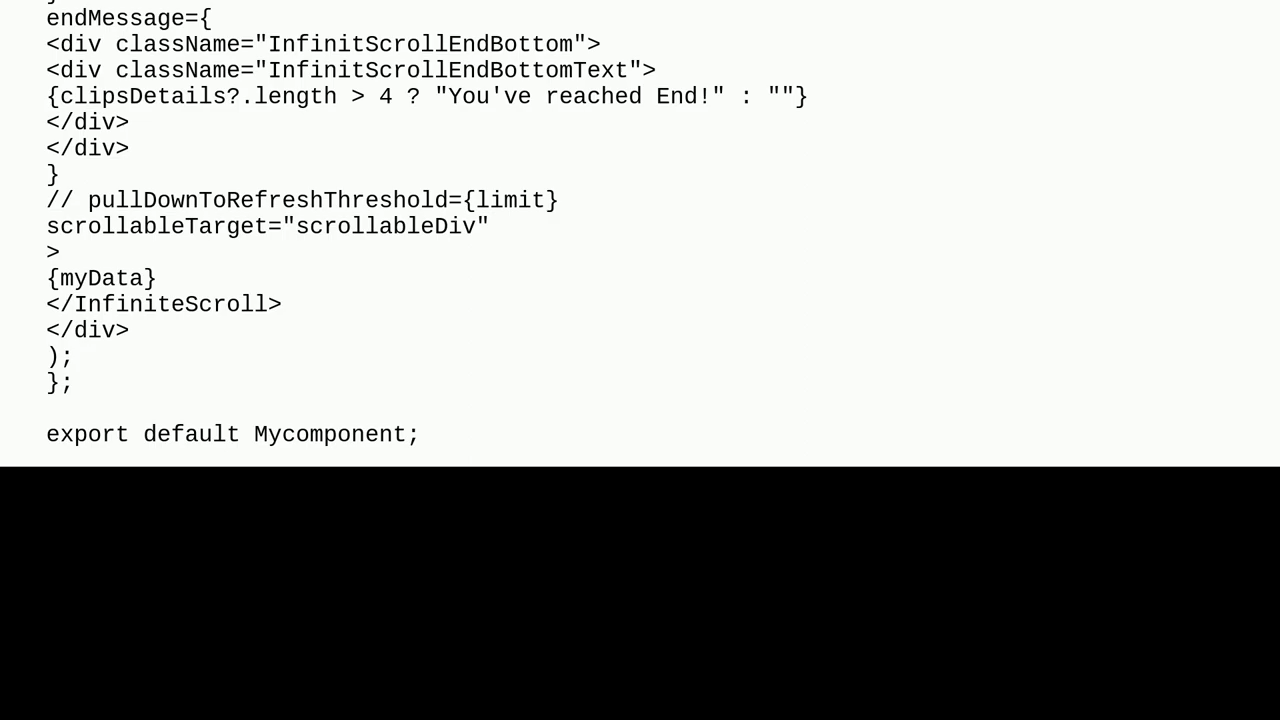 endMessage={
<div className="InfinitScrollEndBottom">
<div className="InfinitScrollEndBottomText">
{clipsDetails?.length > 4 ? "You've reached End!" : ""}
</div>
</div>
}
// pullDownToRefreshThreshold={limit}
scrollableTarget="scrollableDiv"
>
{myData}
</InfiniteScroll>
</div>
);
};

export default Mycomponent;